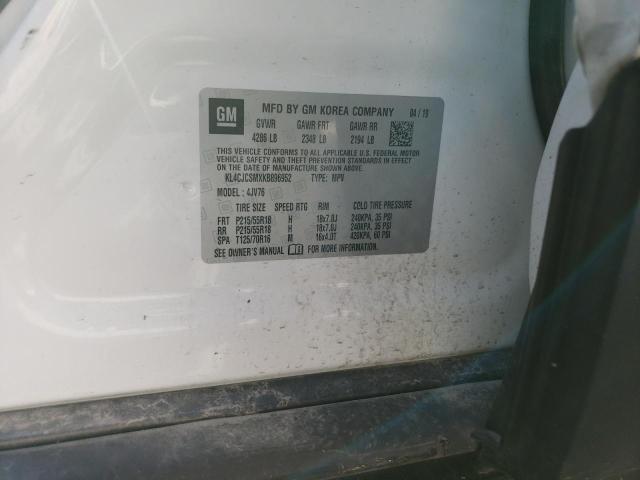 GM
MFD BY GM KOREA COMPANY 04 / 19
GVWR GAWR FRT GAWR RR
4286 LB 2348 LB 2194 LB
THIS VEHICLE CONFORMS TO ALL APPLICABLE U.S. FEDERAL MOTOR
VEHICLE SAFETY AND THEFT PREVENTION STANDARDS IN EFFECT
ON THE DATE OF MANUFACTURE SHOWN ABOVE.
KL4CJCSMXKB896952 TYPE: MPV
MODEL : 4JV76
TIRE SIZE SPEED RTG RIM COLD TIRE PRESSURE
FRT P215/55R18 H 18x7.0J 240KPA, 35 PSI
RR P215/55R18 H 18x7.0J 240KPA, 35 PSI
SPA T125/70R16 M 16x4.0T 420KPA, 60 PSI
SEE OWNER'S MANUAL FOR MORE INFORMATION.